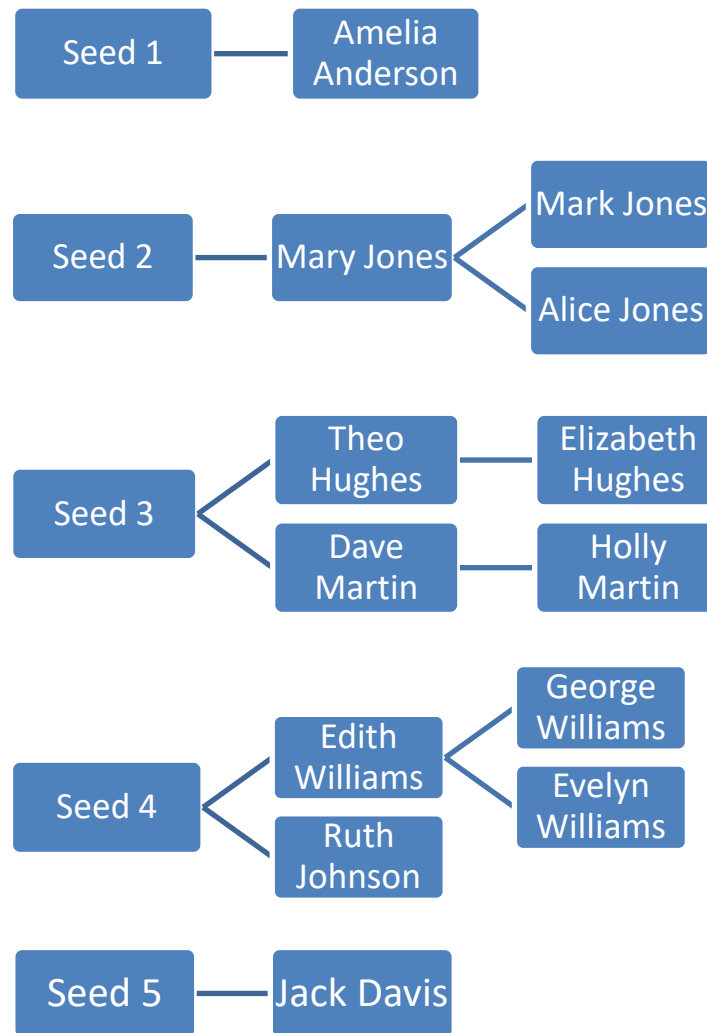 Seed 1
Amelia
Anderson
Seed 2
Mary Jones
Mark Jones
Alice Jones
Seed 3
Theo
Hughes
Elizabeth
Hughes
Dave
Martin
Holly
Martin
Seed 4
Edith
Williams
George
Williams
Evelyn
Williams
Ruth
Johnson
Seed 5
Jack Davis